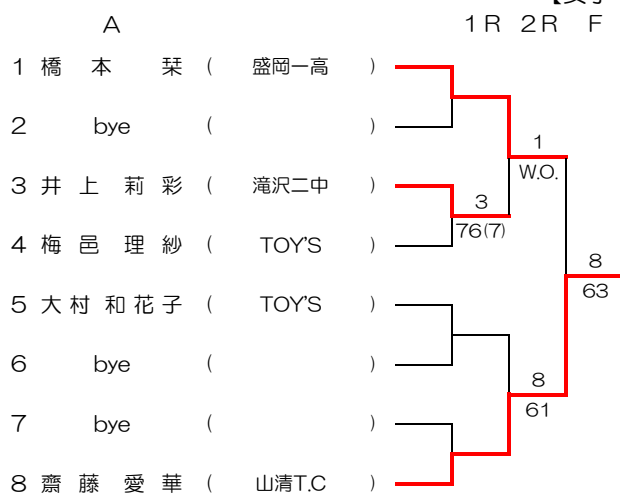 【女子
A 1R 2R F
1 橋本 栞 ( 盛岡一高 )
2 bye ( )
1
W.O.
3 井上 莉彩 ( 滝沢二中 )
3
76(7)
4 梅邑 理紗 ( TOY'S )
8
63
5 大村 和花子 ( TOY'S )
6 bye ( )
8
61
7 bye ( )
8 齋藤 愛華 ( 山清T.C )